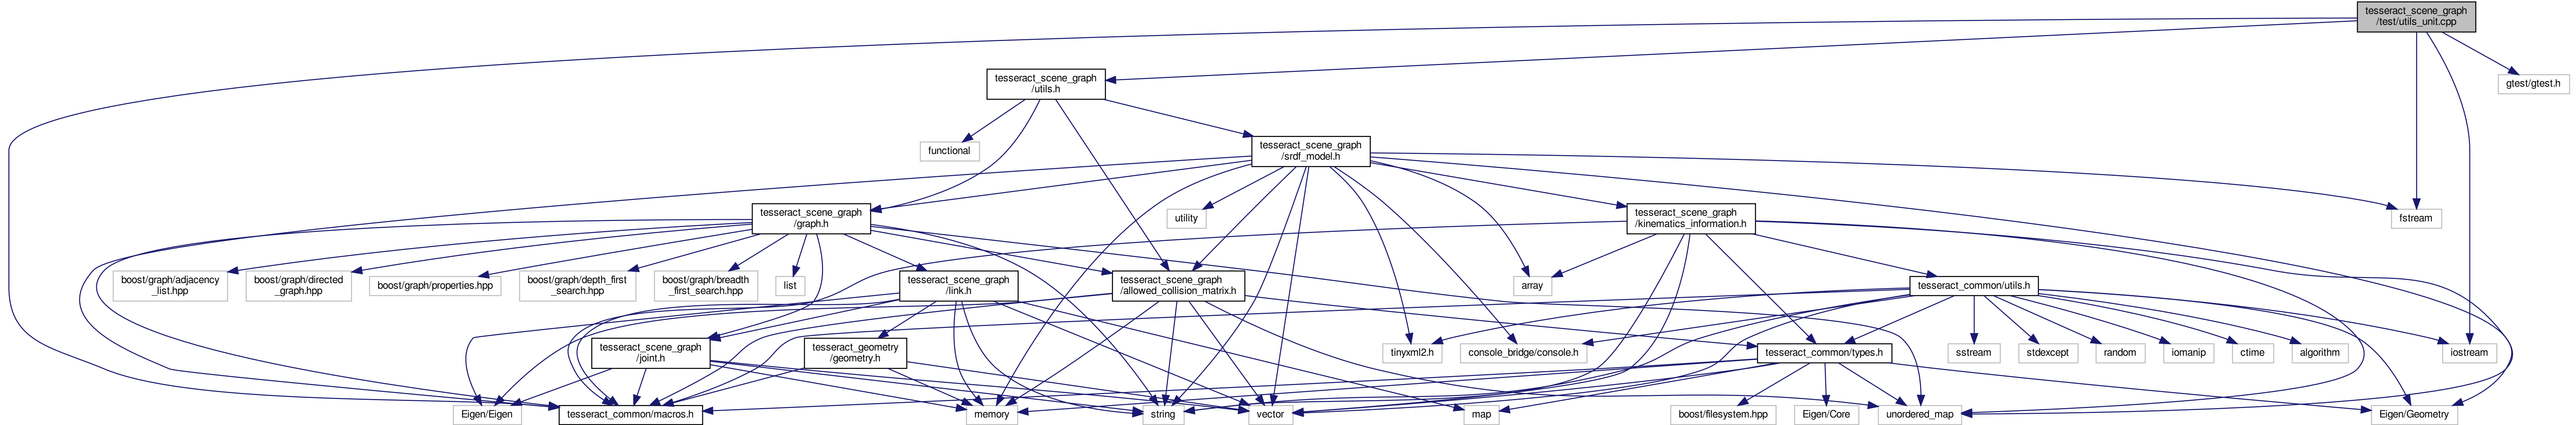 tesseract_scene_graph
/test/utils_unit.cpp
tesseract_scene_graph
/utils.h
gtest/gtest.h
functional
tesseract_scene_graph
/srdf_model.h
tesseract_scene_graph
/graph.h
utility
tesseract_scene_graph
/kinematics_information.h
fstream
boost/graph/adjacency
_list.hpp
boost/graph/directed
_graph.hpp
boost/graph/properties.hpp
boost/graph/depth_first
_search.hpp
boost/graph/breadth
_first_search.hpp
list
tesseract_scene_graph
/link.h
tesseract_scene_graph
/allowed_collision_matrix.h
array
tesseract_common/utils.h
tesseract_scene_graph
/joint.h
tesseract_geometry
/geometry.h
tinyxml2.h
console_bridge/console.h
tesseract_common/types.h
sstream
stdexcept
random
iomanip
ctime
algorithm
iostream
Eigen/Eigen
tesseract_common/macros.h
memory
string
vector
map
boost/filesystem.hpp
Eigen/Core
unordered_map
Eigen/Geometry